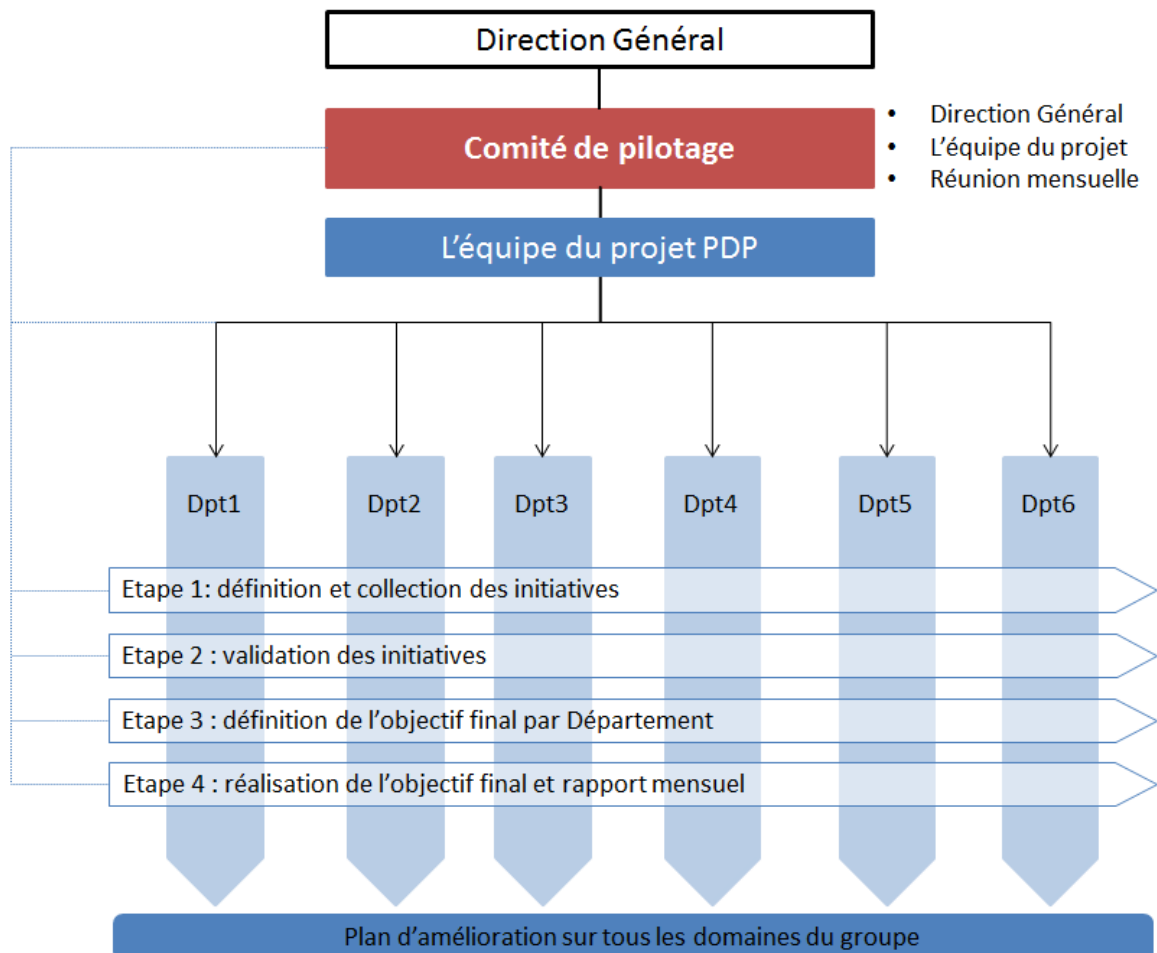 Direction Général
Comité de pilotage
• Direction Général
• L'équipe du projet
• Réunion mensuelle
L'équipe du projet PDP
Dpt1 Dpt2 Dpt3 Dpt4 Dpt5 Dpt6
Etape 1: définition et collection des initiatives
Etape 2 : validation des initiatives
Etape 3 : définition de l'objectif final par Département
Etape 4 : réalisation de l'objectif final et rapport mensuel
Plan d'amélioration sur tous les domaines du groupe